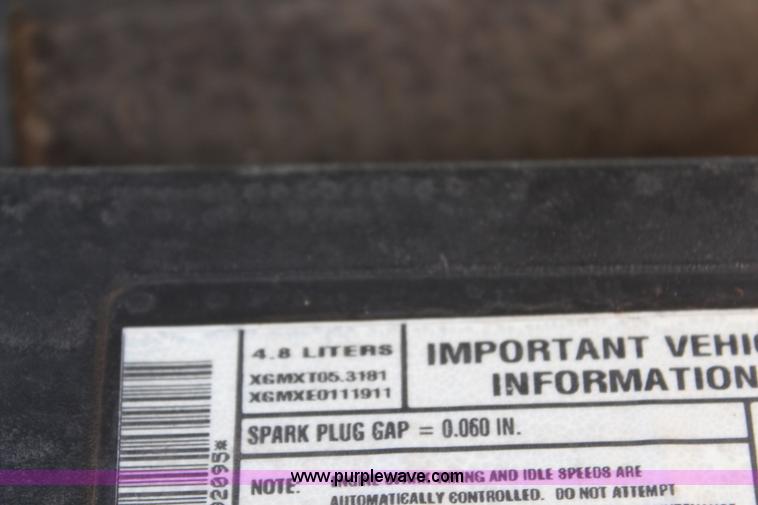 4.8 LITERS
XGMXT05.3181
XGMXE0111911
IMPORTANT VEHI
INFORMATION
SPARK PLUG GAP = 0.060 IN.
NOTE: AND IDLE SPEEDS ARE
AUTOMATICALLY CONTROLLED. DO NOT ATTEMPT
2095*
www.purplewave.com